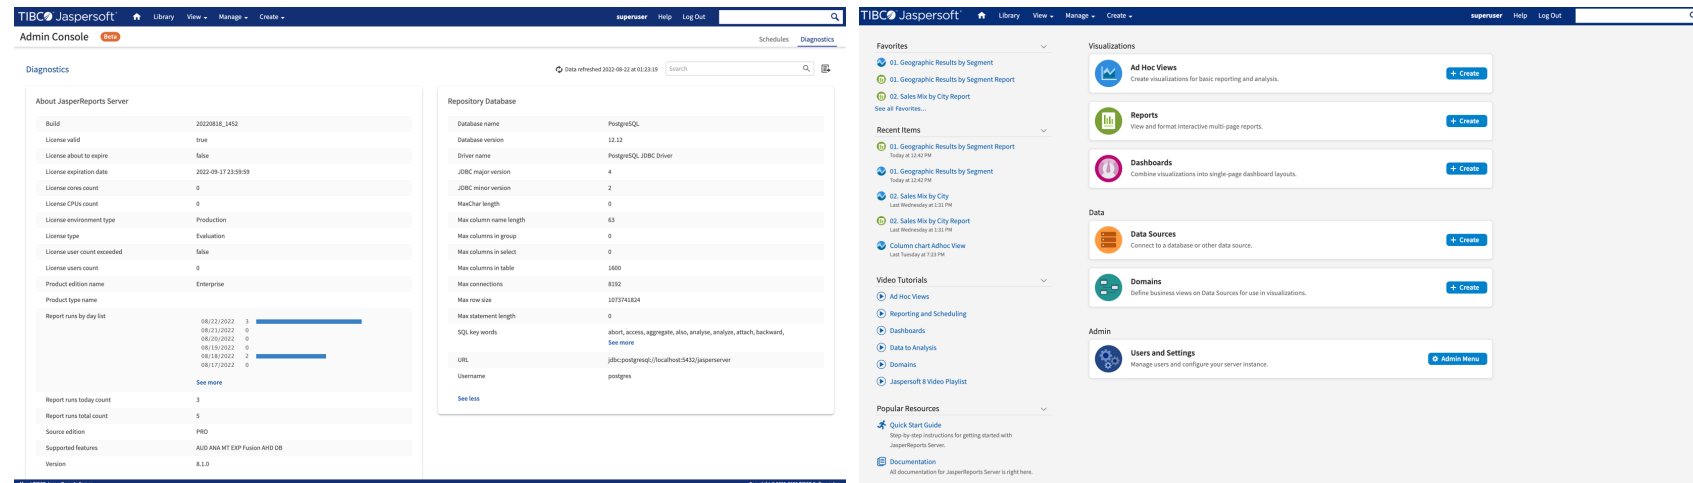 TIBCO Jaspersoft Library View Manage Create superuser Help Log Out
Admin Console Beta Schedules Diagnostics
Diagnostics Data refreshed 2022-08-22 at 01:23:19 Search
About JasperReports Server
Build 20220818_1452
License valid true
License about to expire false
License expiration date 2022-09-17 23:59:59
License cores count 0
License CPUs count 0
License environment type Production
License type Evaluation
License user count exceeded false
License users count 0
Product edition name Enterprise
Product type name
Report runs by day list
08/22/2022 3
08/21/2022 0
08/20/2022 0
08/19/2022 0
08/18/2022 2
08/17/2022 0
See more
Report runs today count 3
Report runs total count 5
Source edition PRO
Supported features AUD ANA MT EXP Fusion AHD DB
Version 8.1.0
Repository Database
Database name PostgreSQL
Database version 12.12
Driver name PostgreSQL JDBC Driver
JDBC major version 4
JDBC minor version 2
MaxChar length 0
Max column name length 63
Max columns in group 0
Max columns in select 0
Max columns in table 1600
Max connections 8192
Max row size 1073741824
Max statement length 0
SQL key words abort, access, aggregate, also, analyse, analyze, attach, backward,
See more
URL jdbc:postgresql://localhost:5432/jasperserver
Username postgres
See less
TIBCO Jaspersoft Library View Manage Create superuser Help Log Out
Favorites
01. Geographic Results by Segment
01. Geographic Results by Segment Report
02. Sales Mix by City Report
See all Favorites...
Recent Items
01. Geographic Results by Segment Report
Today at 12:42 PM
01. Geographic Results by Segment
Today at 12:42 PM
02. Sales Mix by City
Last Wednesday at 1:31 PM
02. Sales Mix by City Report
Last Wednesday at 1:31 PM
Column chart Adhoc View
Last Tuesday at 7:23 PM
Video Tutorials
Ad Hoc Views
Reporting and Scheduling
Dashboards
Data to Analysis
Domains
Jaspersoft 8 Video Playlist
Popular Resources
Quick Start Guide
Step-by-step instructions for getting started with
JasperReports Server.
Documentation
All documentation for JasperReports Server is right here.
Visualizations
Ad Hoc Views
Create visualizations for basic reporting and analysis.
+ Create
Reports
View and format interactive multi-page reports.
+ Create
Dashboards
Combine visualizations into single-page dashboard layouts.
+ Create
Data
Data Sources
Connect to a database or other data source.
+ Create
Domains
Define business views on Data Sources for use in visualizations.
+ Create
Admin
Users and Settings
Manage users and configure your server instance.
Admin Menu